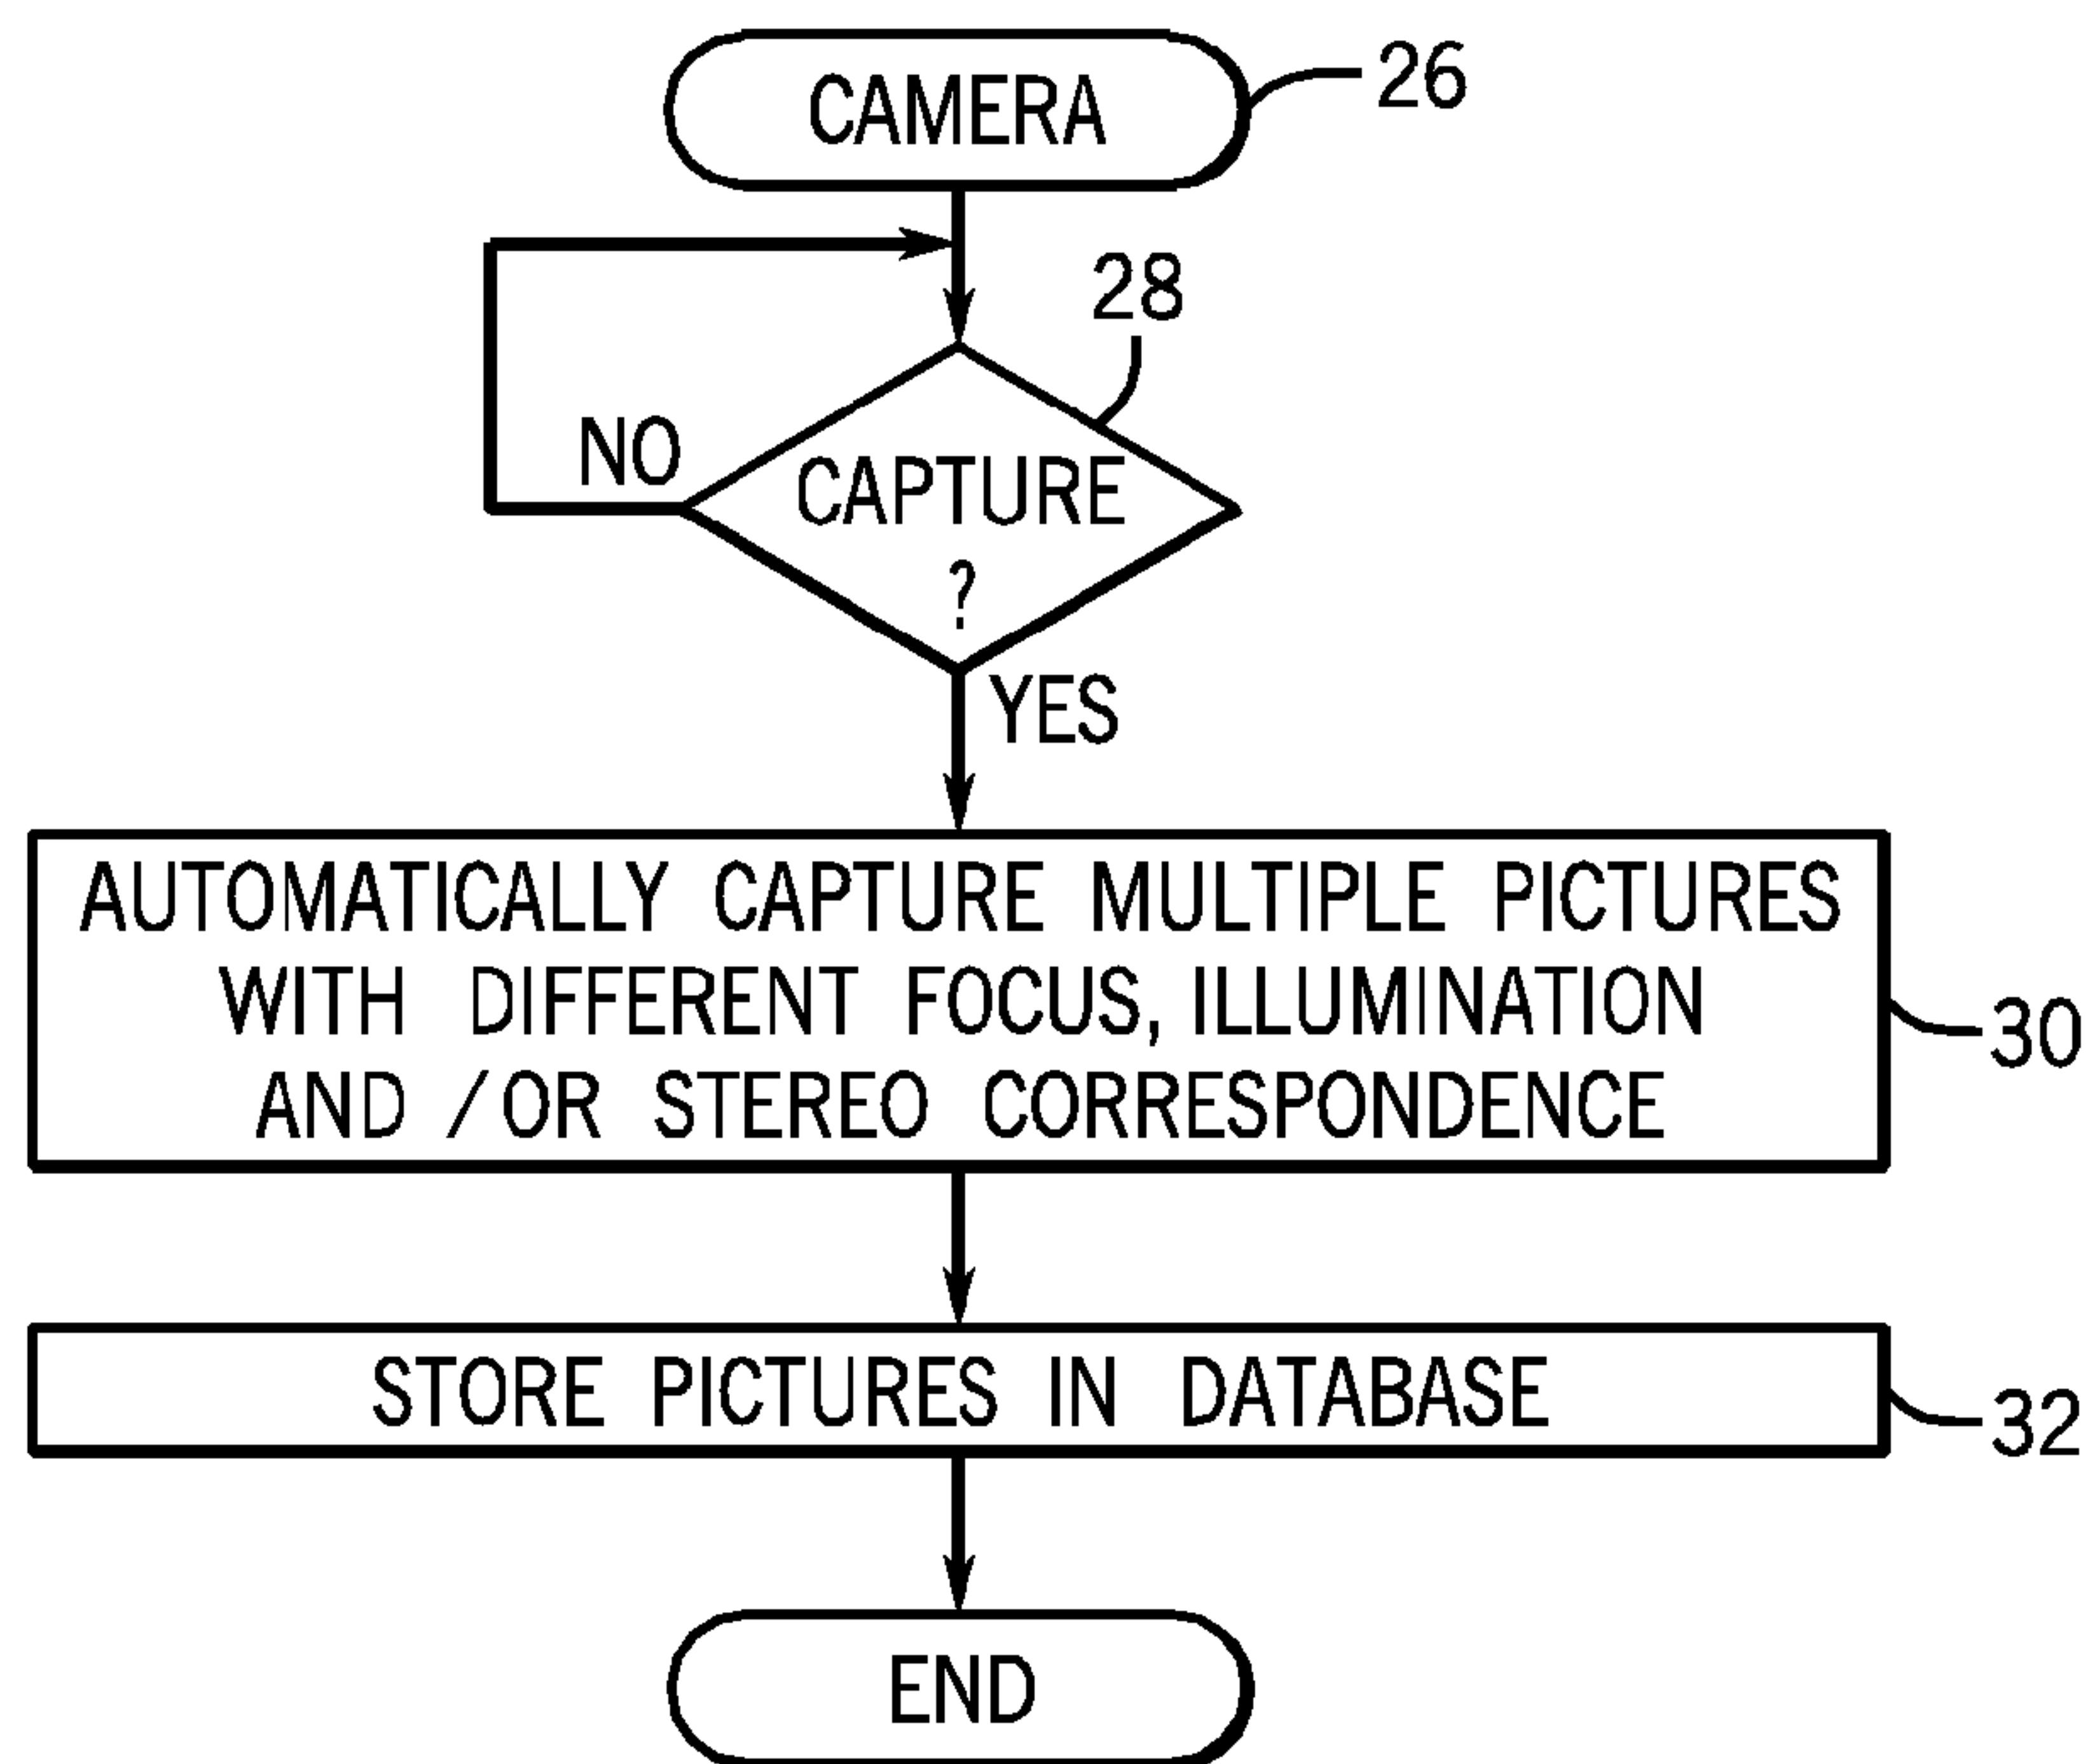 CAMERA
26
28
NO
CAPTURE
?
YES
AUTOMATICALLY CAPTURE MULTIPLE PICTURES
WITH DIFFERENT FOCUS, ILLUMINATION
AND /OR STEREO CORRESPONDENCE
30
STORE PICTURES IN DATABASE
32
END